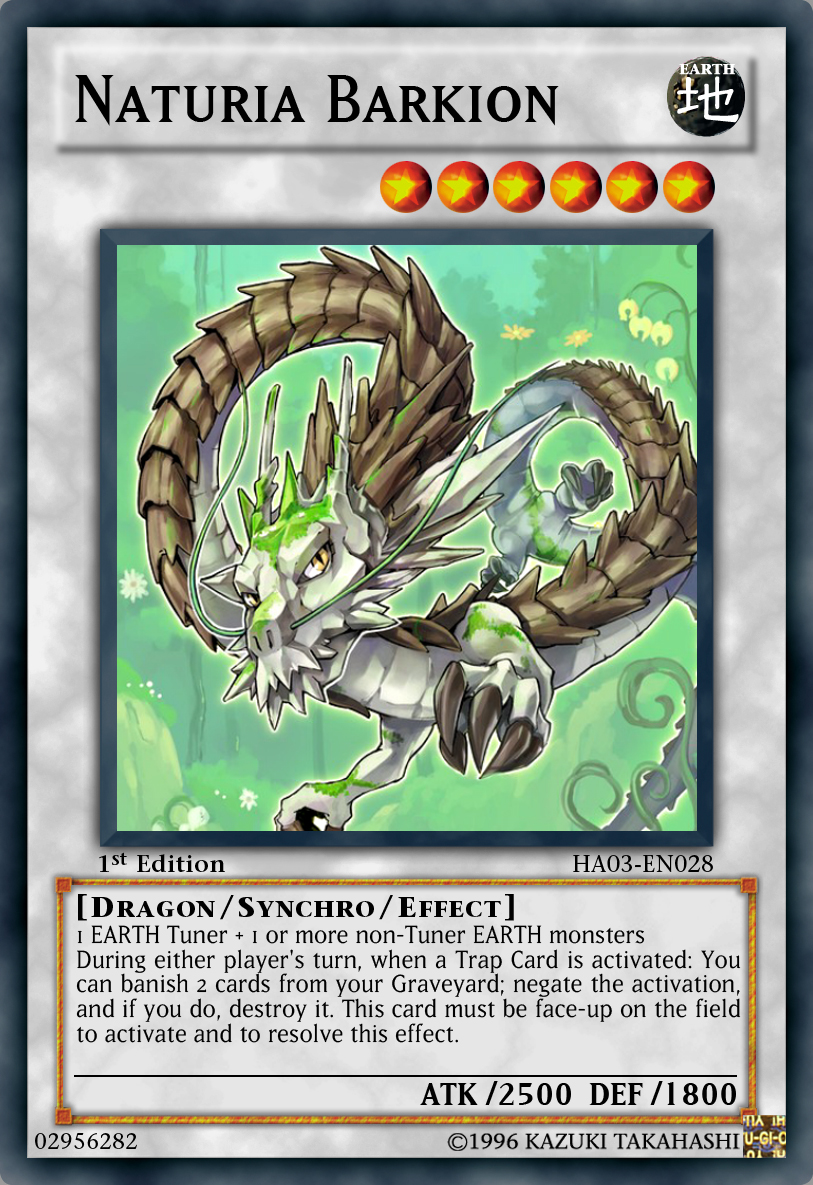 Naturia Barkion
EARTH
地
1st Edition
HA03-EN028
[Dragon/Synchro/Effect]
1 EARTH Tuner + 1 or more non-Tuner EARTH monsters
During either player's turn, when a Trap Card is activated: You
can banish 2 cards from your Graveyard; negate the activation,
and if you do, destroy it. This card must be face-up on the field
to activate and to resolve this effect.
ATK /2500 DEF /1800
02956282
©1996 KAZUKI TAKAHASHI